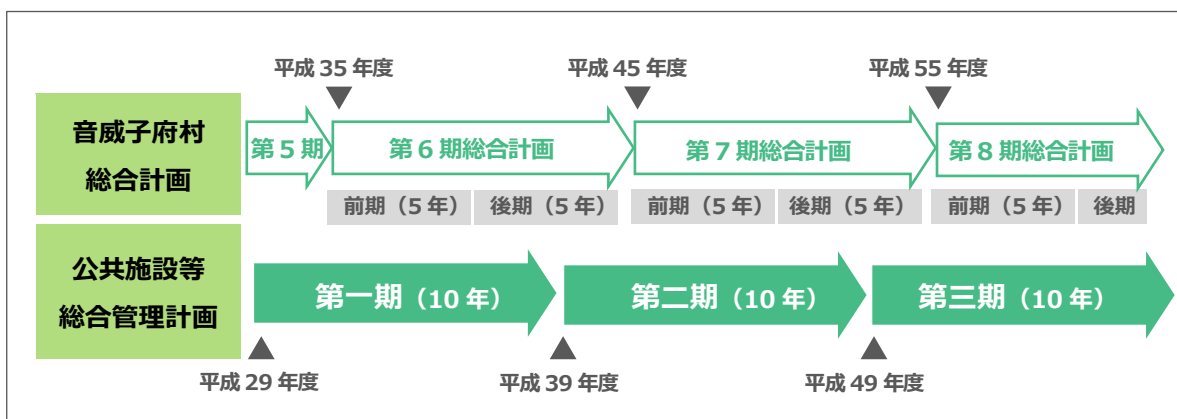 平成 35 年度 平成 45 年度 平成 55 年度
音威子府村
総合計画
第 5 期 第 6 期総合計画 第 7 期総合計画 第 8 期総合計画
前期（5 年） 後期（5 年） 前期（5 年） 後期（5 年） 前期（5 年） 後期
公共施設等
総合管理計画
第一期（10 年） 第二期（10 年） 第三期（10 年）
平成 29 年度 平成 39 年度 平成 49 年度